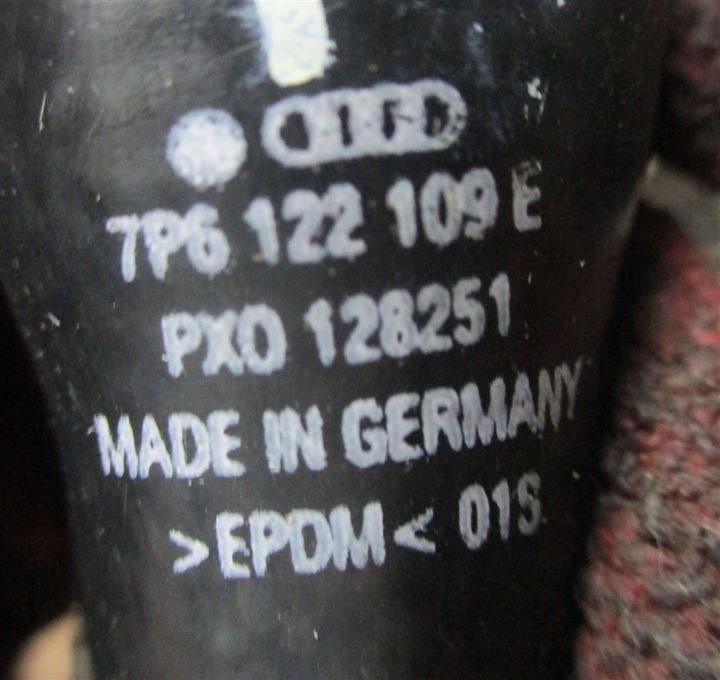 7P6 122 109 E
PXO 128251
MADE IN GERMANY
>EPDM< 01S